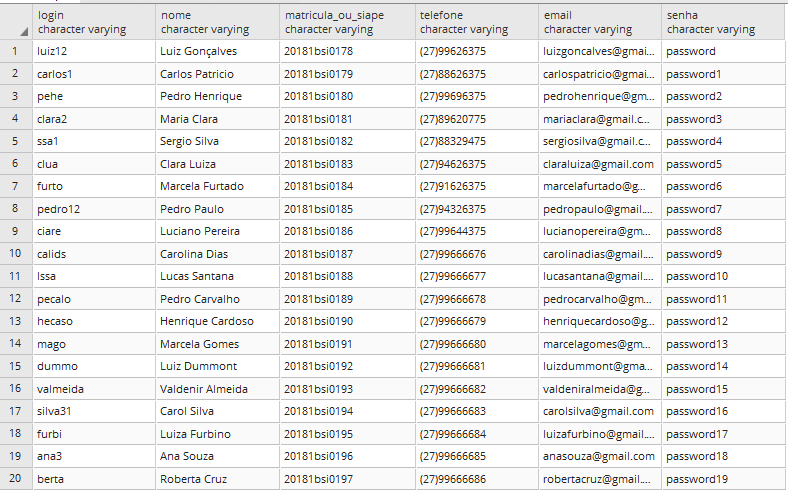 login nome matricula_ou_siape telefone email senha
character varying character varying character varying character varying character varying character varying
1 luiz12 Luiz Gonçalves 20181bsi0178 (27)99626375 luizgoncalves@gmai... password
2 carlos1 Carlos Patricio 20181bsi0179 (27)88626375 carlospatricio@gmai... password1
3 pehe Pedro Henrique 20181bsi0180 (27)99696375 pedrohenrique@gm... password2
4 clara2 Maria Clara 20181bsi0181 (27)89620775 mariaclara@gmail.c... password3
5 ssa1 Sergio Silva 20181bsi0182 (27)88329475 sergiosilva@gmail.c... password4
6 clua Clara Luiza 20181bsi0183 (27)94626375 claraluiza@gmail.com password5
7 furto Marcela Furtado 20181bsi0184 (27)91626375 marcelafurtado@g... password6
8 pedro12 Pedro Paulo 20181bsi0185 (27)94326375 pedropaulo@gmail.... password7
9 ciare Luciano Pereira 20181bsi0186 (27)99644375 lucianopereira@gm... password8
10 calids Carolina Dias 20181bsi0187 (27)99666676 carolinadias@gmail.... password9
11 lssa Lucas Santana 20181bsi0188 (27)99666677 lucasantana@gmail.... password10
12 pecalo Pedro Carvalho 20181bsi0189 (27)99666678 pedrocarvalho@gm... password11
13 hecaso Henrique Cardoso 20181bsi0190 (27)99666679 henriquecardoso@g... password12
14 mago Marcela Gomes 20181bsi0191 (27)99666680 marcelagomes@gm... password13
15 dummo Luiz Dummont 20181bsi0192 (27)99666681 luizdummont@gma... password14
16 valmeida Valdenir Almeida 20181bsi0193 (27)99666682 valdeniralmeida@g... password15
17 silva31 Carol Silva 20181bsi0194 (27)99666683 carolsilva@gmail.com password16
18 furbi Luiza Furbino 20181bsi0195 (27)99666684 luizafurbino@gmail.... password17
19 ana3 Ana Souza 20181bsi0196 (27)99666685 anasouza@gmail.com password18
20 berta Roberta Cruz 20181bsi0197 (27)99666686 robertacruz@gmail.... password19